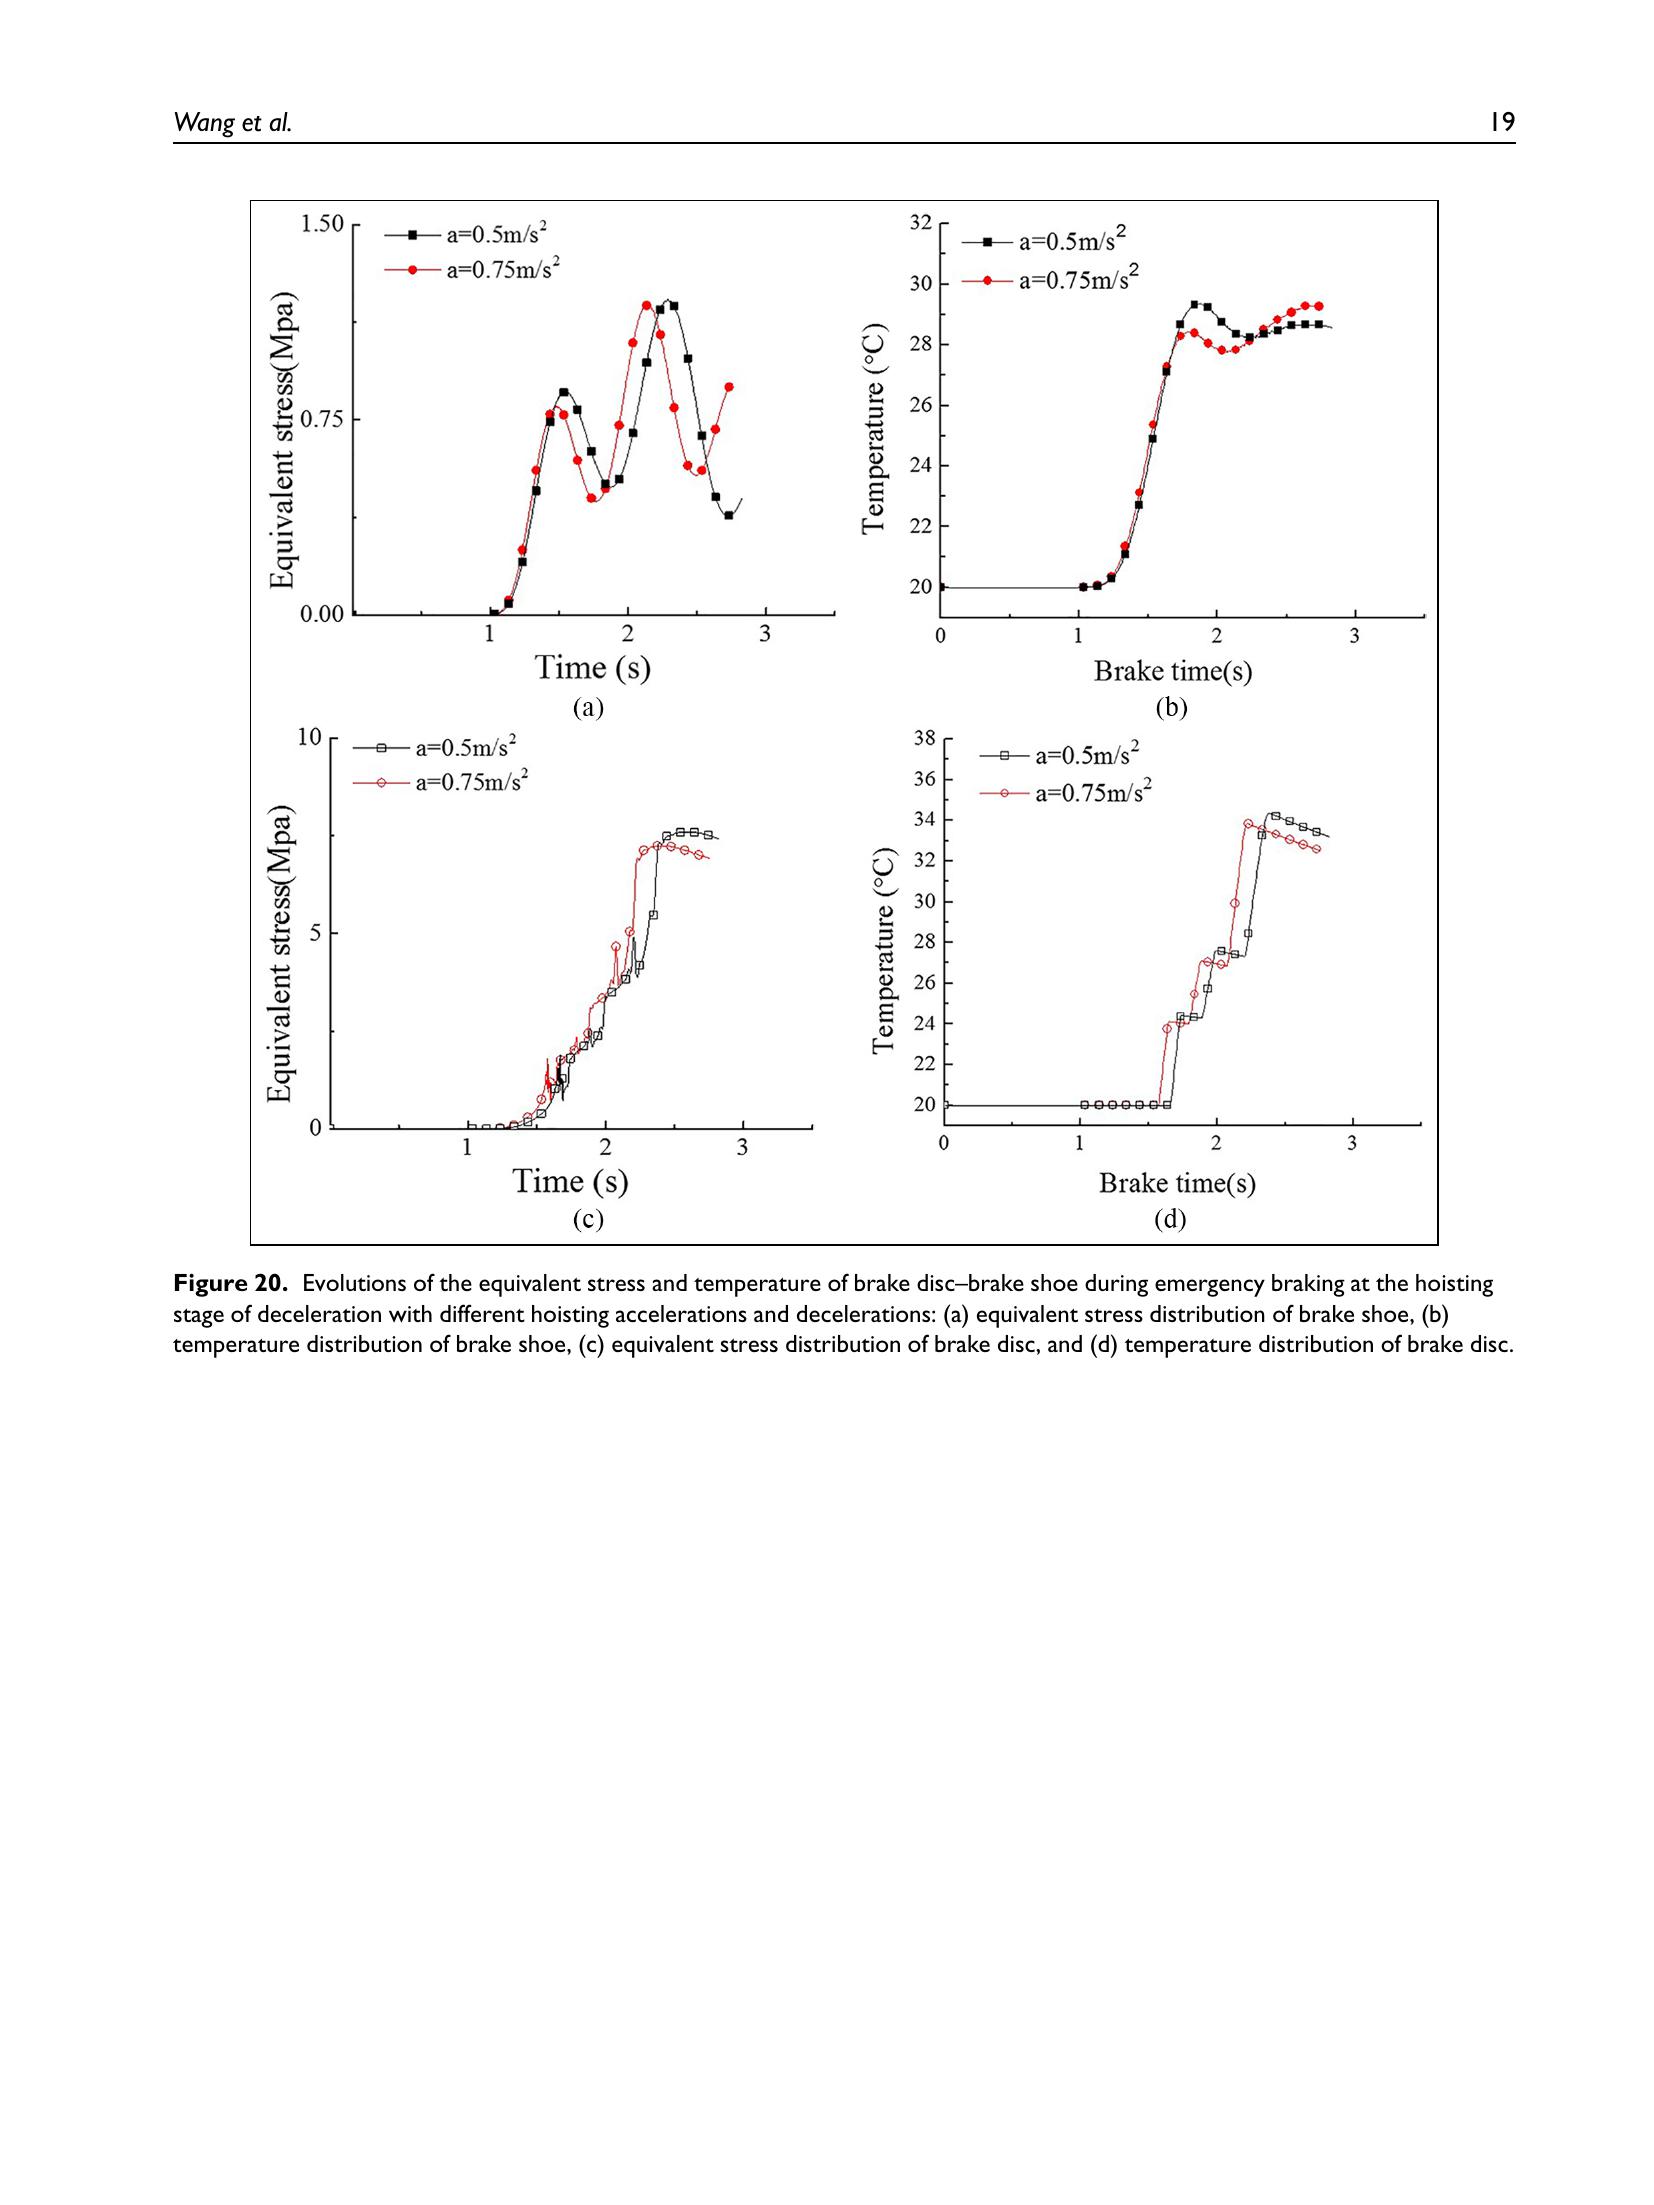 Wang et al. 19
1.50
0.75
0.00
Equivalent stress(Mpa)
a=0.5m/s²
a=0.75m/s²
1 2 3
Time (s)
(a)
32
30
28
26
24
22
20
Temperature (°C)
a=0.5m/s²
a=0.75m/s²
0 1 2 3
Brake time(s)
(b)
10
5
0
Equivalent stress(Mpa)
a=0.5m/s²
a=0.75m/s²
1 2 3
Time (s)
(c)
38
36
34
32
30
28
26
24
22
20
Temperature (°C)
a=0.5m/s²
a=0.75m/s²
0 1 2 3
Brake time(s)
(d)
Figure 20. Evolutions of the equivalent stress and temperature of brake disc–brake shoe during emergency braking at the hoisting
stage of deceleration with different hoisting accelerations and decelerations: (a) equivalent stress distribution of brake shoe, (b)
temperature distribution of brake shoe, (c) equivalent stress distribution of brake disc, and (d) temperature distribution of brake disc.